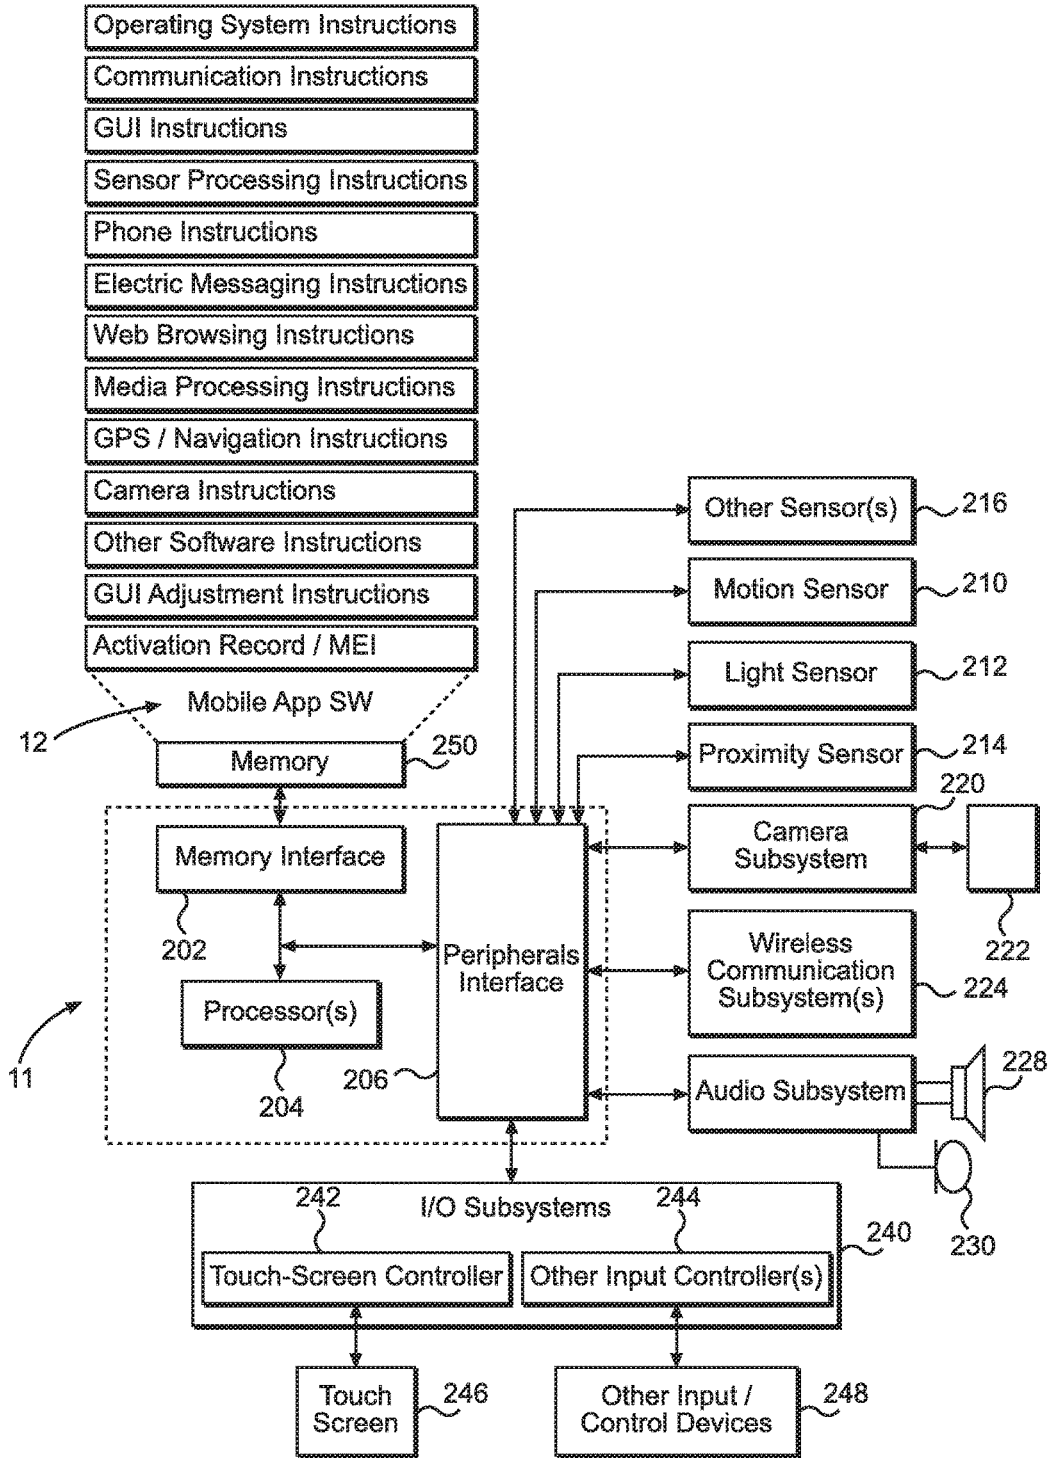 Operating System Instructions
Communication Instructions
GUI Instructions
Sensor Processing Instructions
Phone Instructions
Electric Messaging Instructions
Web Browsing Instructions
Media Processing Instructions
GPS / Navigation Instructions
Camera Instructions
Other Software Instructions
GUI Adjustment Instructions
Activation Record / MEI
Mobile App SW
12
Memory
250
Memory Interface
202
Processor(s)
204
11
Peripherals
Interface
206
Other Sensor(s)
216
Motion Sensor
210
Light Sensor
212
Proximity Sensor
214
Camera
Subsystem
220
222
Wireless
Communication
Subsystem(s)
224
Audio Subsystem
228
230
I/O Subsystems
240
242
244
Touch-Screen Controller
Other Input Controller(s)
Touch
Screen
246
Other Input /
Control Devices
248